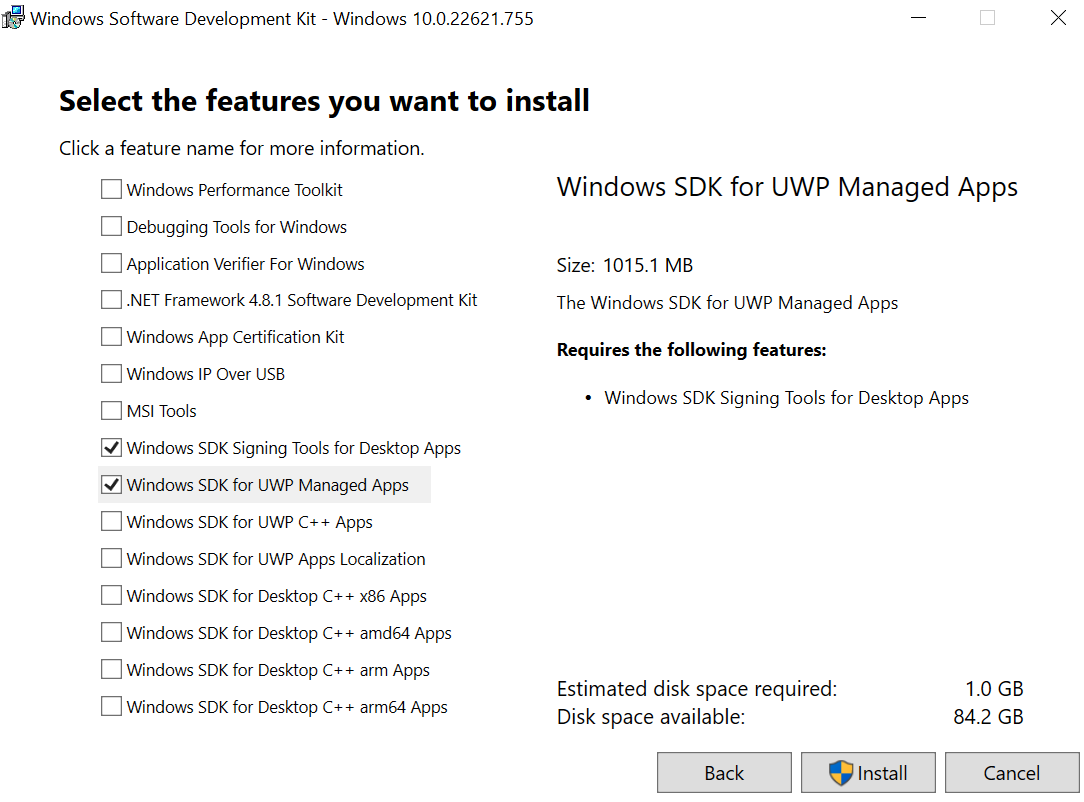 Windows Software Development Kit - Windows 10.0.22621.755
Select the features you want to install
Click a feature name for more information.
Windows Performance Toolkit
Debugging Tools for Windows
Application Verifier For Windows
.NET Framework 4.8.1 Software Development Kit
Windows App Certification Kit
Windows IP Over USB
MSI Tools
Windows SDK Signing Tools for Desktop Apps
Windows SDK for UWP Managed Apps
Windows SDK for UWP C++ Apps
Windows SDK for UWP Apps Localization
Windows SDK for Desktop C++ x86 Apps
Windows SDK for Desktop C++ amd64 Apps
Windows SDK for Desktop C++ arm Apps
Windows SDK for Desktop C++ arm64 Apps
Windows SDK for UWP Managed Apps
Size: 1015.1 MB
The Windows SDK for UWP Managed Apps
Requires the following features:
• Windows SDK Signing Tools for Desktop Apps
Estimated disk space required: 1.0 GB
Disk space available: 84.2 GB
Back Install Cancel